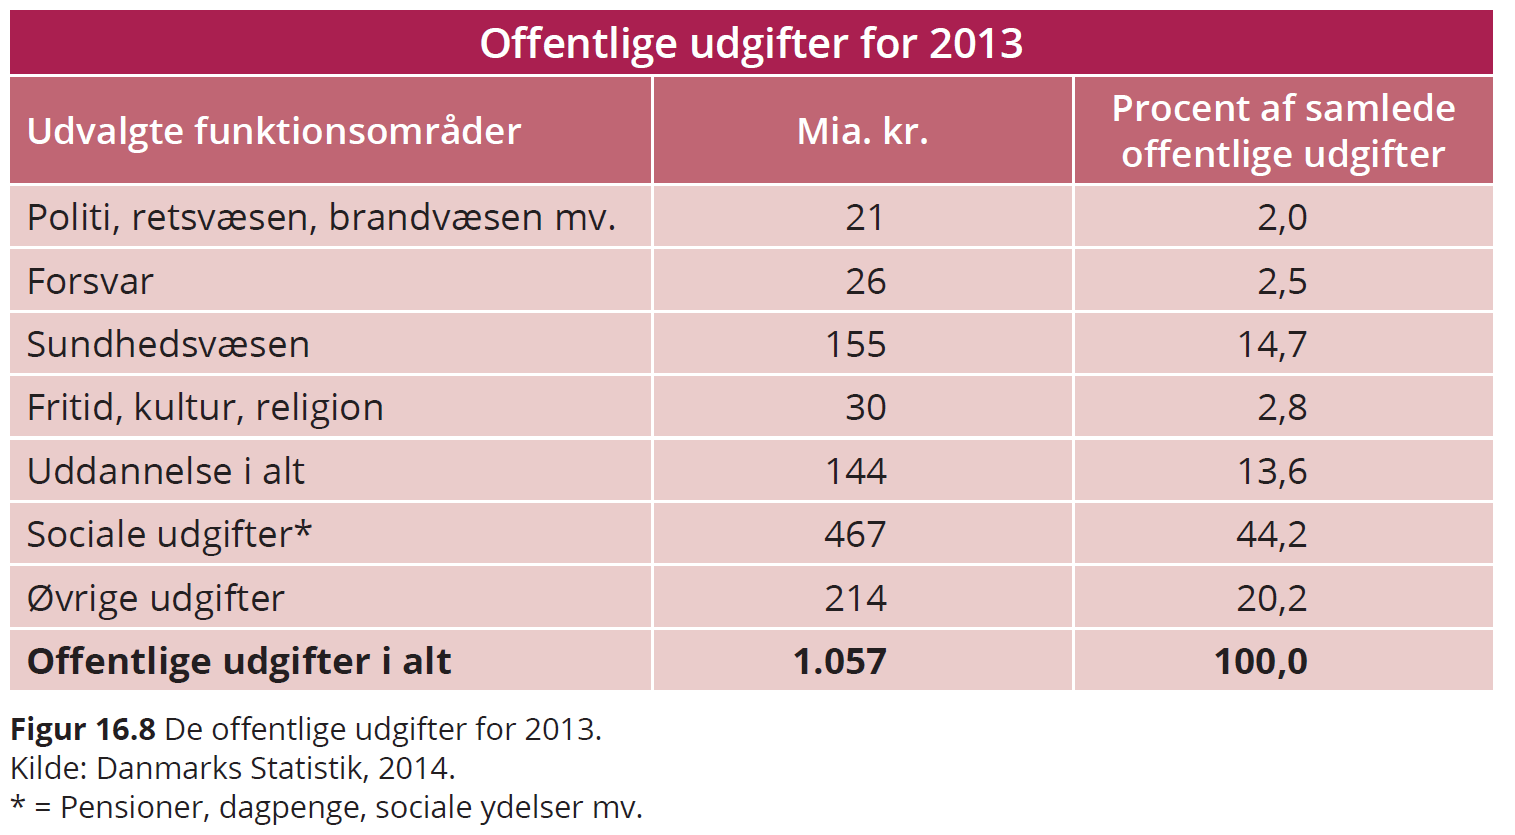 Offentlige udgifter for 2013
Udvalgte funktionsområder Mia. kr. Procent af samlede offentlige udgifter
Politi, retsvæsen, brandvæsen mv. 21 2,0
Forsvar 26 2,5
Sundhedsvæsen 155 14,7
Fritid, kultur, religion 30 2,8
Uddannelse i alt 144 13,6
Sociale udgifter* 467 44,2
Øvrige udgifter 214 20,2
Offentlige udgifter i alt 1.057 100,0
Figur 16.8 De offentlige udgifter for 2013.
Kilde: Danmarks Statistik, 2014.
* = Pensioner, dagpenge, sociale ydelser mv.